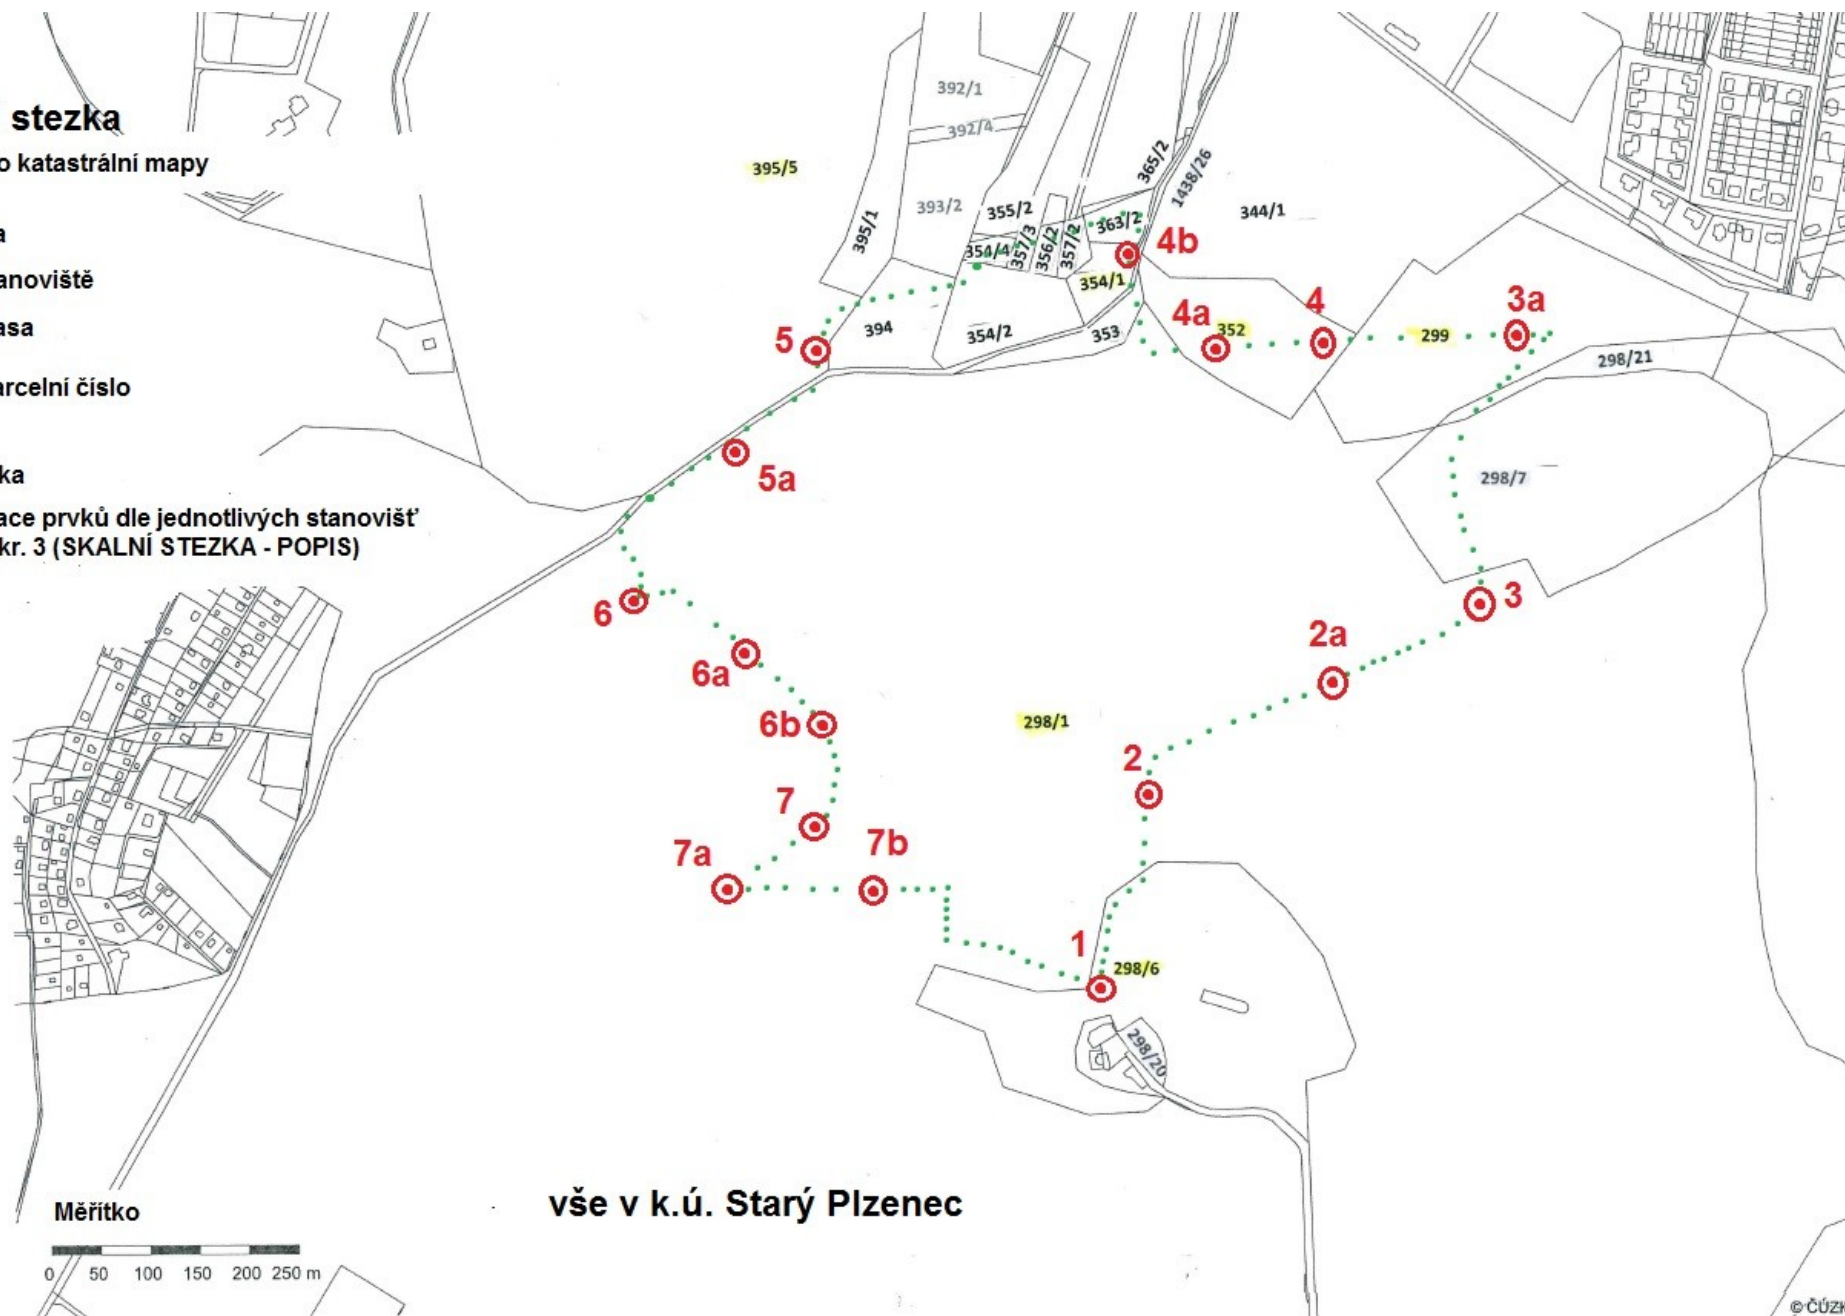 stezka
o katastrální mapy
a
anoviště
asa
arcelní číslo
ka
ace prvků dle jednotlivých stanovišť
kr. 3 (SKALNÍ STEZKA - POPIS)
392/1
392/4
395/5
365/2
1438/26
393/2
355/2
344/1
395/1
363/2
354/4
357/3
356/2
357/2
4b
354/1
4a
4
3a
352
299
5
394
354/2
353
298/21
5a
298/7
6
3
2a
6a
6b
298/1
2
7
7b
7a
1
298/6
298/20
vše v k.ú. Starý Plzenec
Měřítko
0 50 100 150 200 250 m